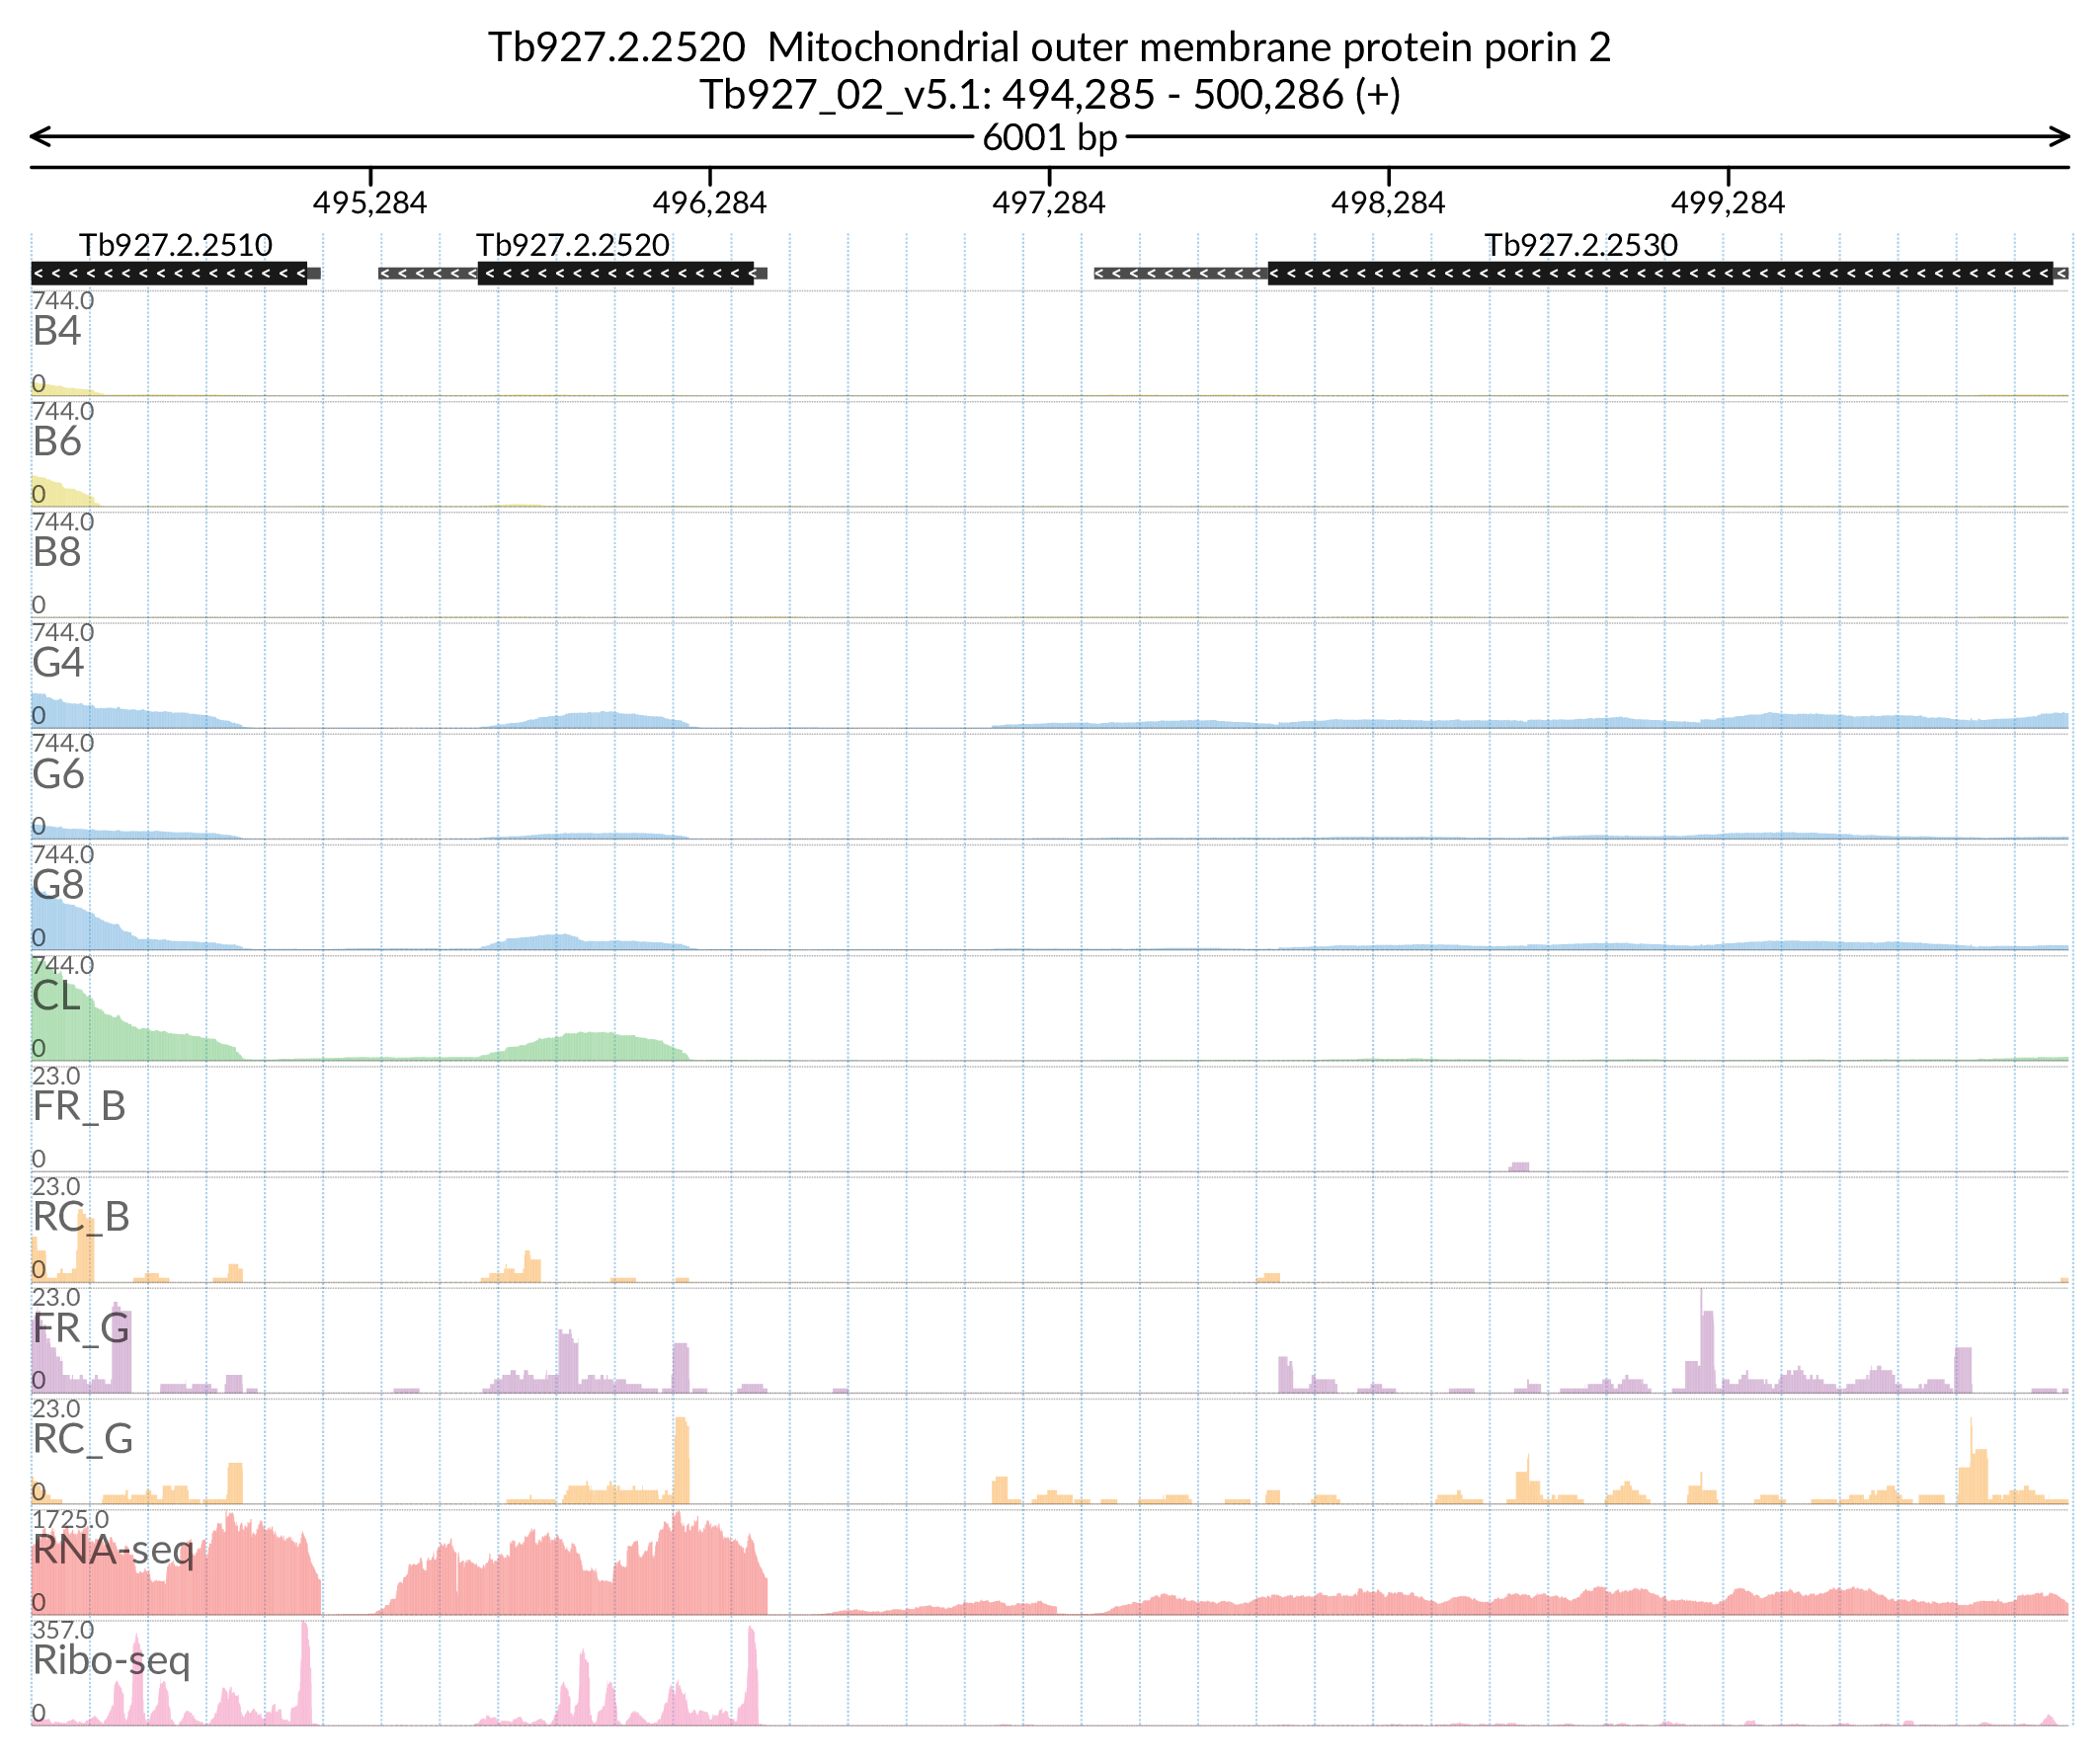 Tb927.2.2520  Mitochondrial outer membrane protein porin 2
Tb927_02_v5.1: 494,285 - 500,286 (+)
6001 bp
495,284 496,284 497,284 498,284 499,284
Tb927.2.2510 Tb927.2.2520 Tb927.2.2530
744.0
B4
0
744.0
B6
0
744.0
B8
0
744.0
G4
0
744.0
G6
0
744.0
G8
0
744.0
CL
0
23.0
FR_B
0
23.0
RC_B
0
23.0
FR_G
0
23.0
RC_G
0
1725.0
RNA-seq
0
357.0
Ribo-seq
0